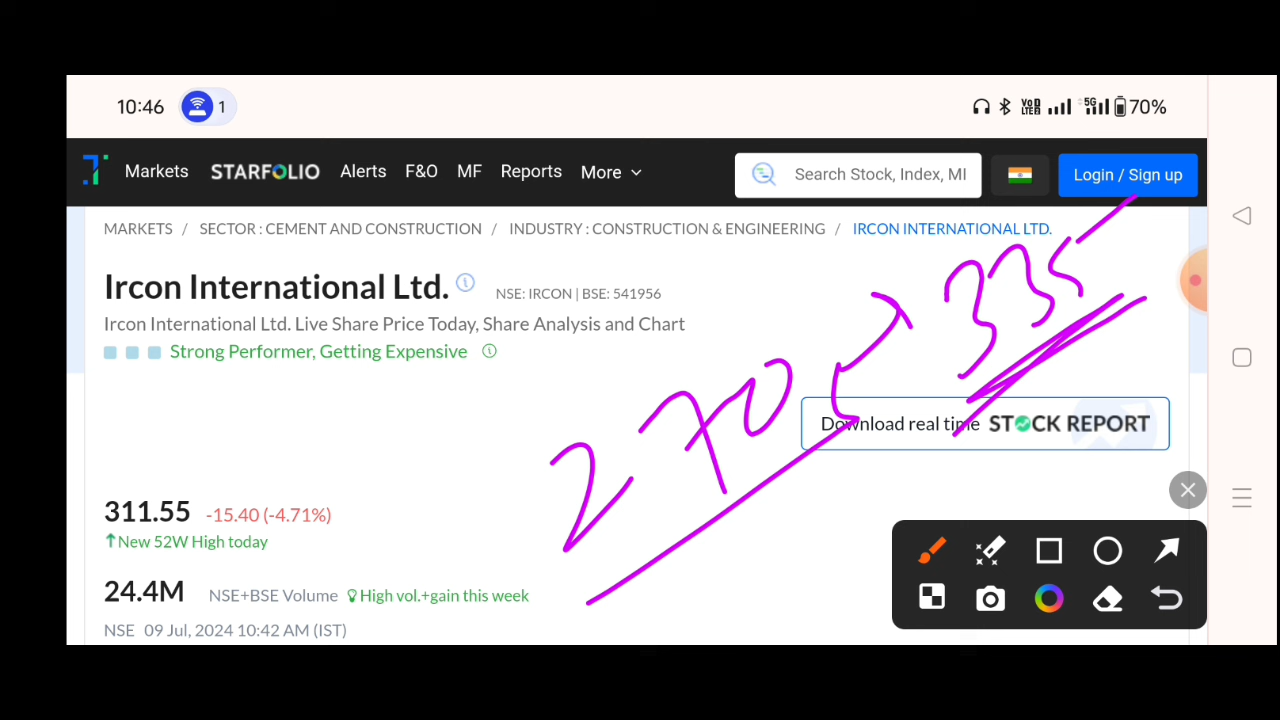 10:46 1 VoD LTE 5G 70%
Markets STARFOLIO Alerts F&O MF Reports More Search Stock, Index, MI Login / Sign up
MARKETS / SECTOR : CEMENT AND CONSTRUCTION / INDUSTRY : CONSTRUCTION & ENGINEERING / IRCON INTERNATIONAL LTD.
Ircon International Ltd. NSE: IRCON | BSE: 541956
Ircon International Ltd. Live Share Price Today, Share Analysis and Chart
Strong Performer, Getting Expensive
335
270
Download real time STOCK REPORT
311.55 -15.40 (-4.71%)
New 52W High today
24.4M NSE+BSE Volume High vol.+gain this week
NSE 09 Jul, 2024 10:42 AM (IST)